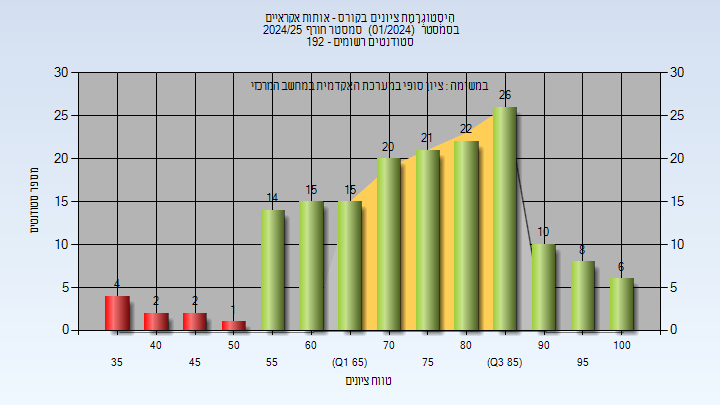 היסטוגרמת ציונים בקורס - אותות אקראיים
בסמסטר (01/2024) סמסטר חורף 2024/25
סטודנטים רשומים - 192
במשימה : ציון סופי במערכת האקדמית במחשב המרכזי
30 30
25 25
20 20
15 15
10 10
5 5
0 0
4 2 2 1 14 15 15 20 21 22 26 10 8 6
מספר סטודנטים
40 50 60 70 80 90 100
35 45 55 (Q1 65) 75 (Q3 85) 95
טווח ציונים